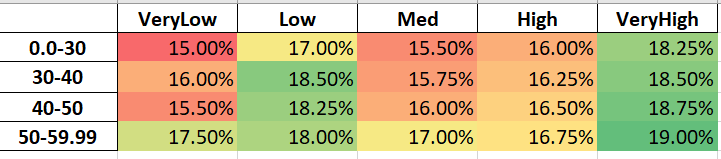 VeryLow Low Med High VeryHigh
0.0-30 15.00% 17.00% 15.50% 16.00% 18.25%
30-40 16.00% 18.50% 15.75% 16.25% 18.50%
40-50 15.50% 18.25% 16.00% 16.50% 18.75%
50-59.99 17.50% 18.00% 17.00% 16.75% 19.00%